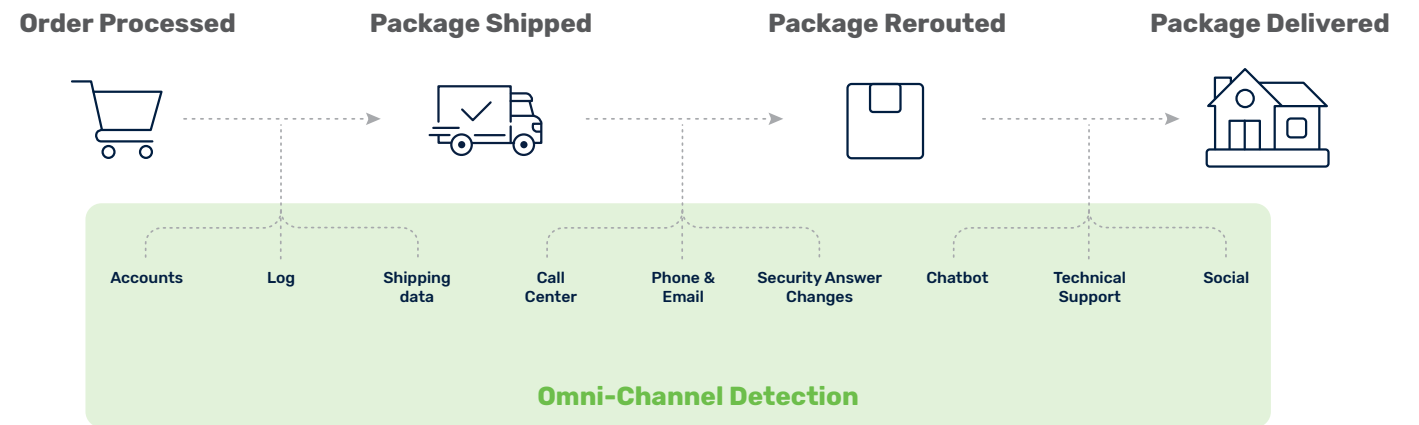 Order Processed
Package Shipped
Package Rerouted
Package Delivered
Accounts
Log
Shipping
data
Call
Center
Phone &
Email
Security Answer
Changes
Chatbot
Technical
Support
Social
Omni-Channel Detection